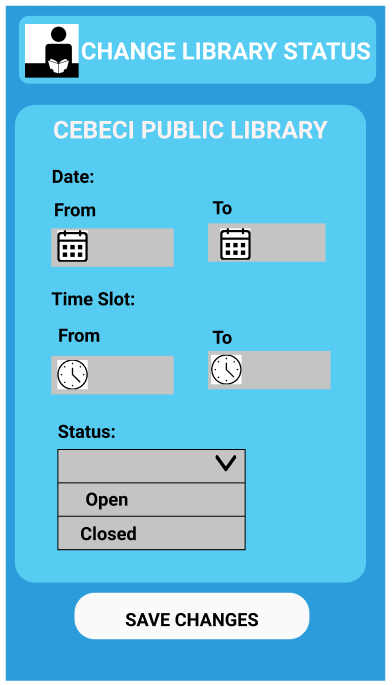 CHANGE LIBRARY STATUS
CEBECI PUBLIC LIBRARY
Date:
From To
Time Slot:
From To
Status:
Open
Closed
SAVE CHANGES